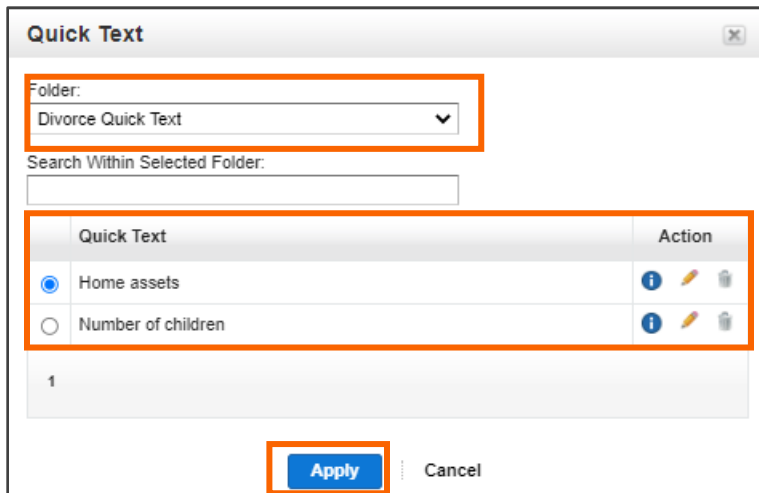 Quick Text
Folder:
Divorce Quick Text
Search Within Selected Folder:
Quick Text Action
Home assets
Number of children
1
Apply Cancel